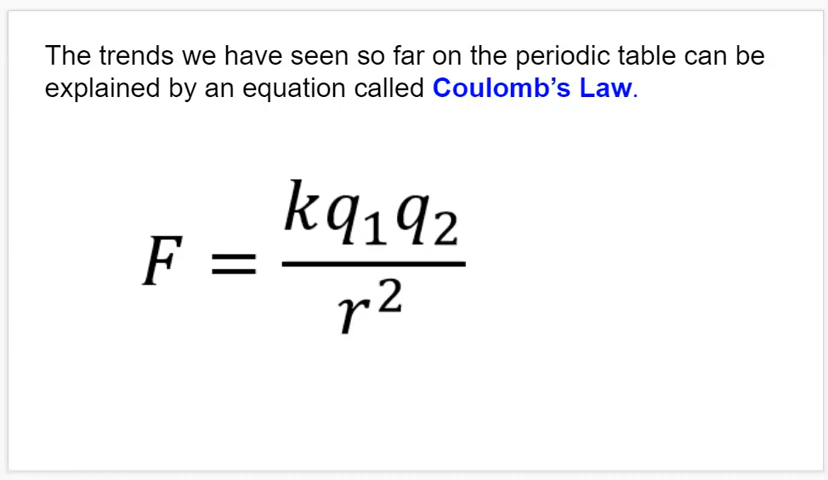 The trends we have seen so far on the periodic table can be
explained by an equation called Coulomb’s Law.
F = kq₁q₂ / r²